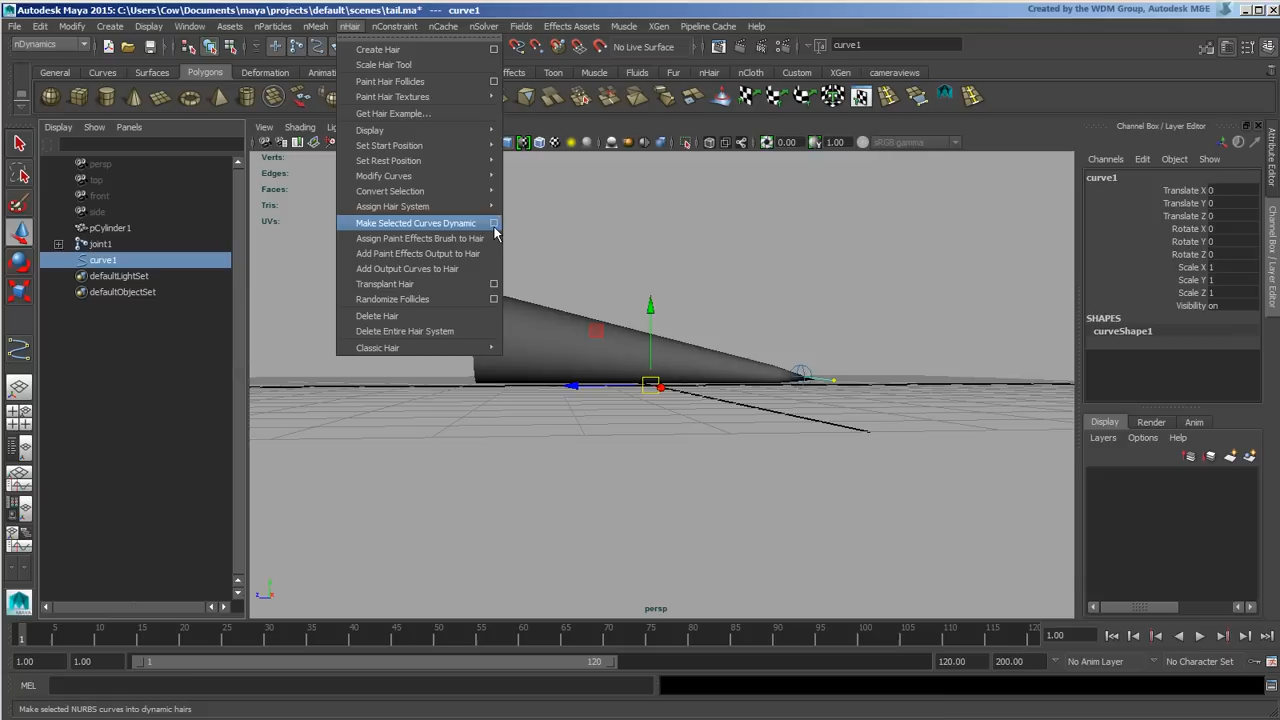 Autodesk Maya 2015: C:\Users\Cow\Documents\maya\projects\default\scenes\tail.ma* --- curve1
Created by the WDM Group, Autodesk M&E
File Edit Modify Create Display Window Assets nParticles nMesh nHair nConstraint nCache nSolver Fields Effects Assets Muscle XGen Pipeline Cache Help
nDynamics
No Live Surface
curve1
General Curves Surfaces Polygons Deformation Animati
ffects Toon Muscle Fluids Fur nHair nCloth Custom XGen cameraviews
Display Show Panels
View Shading Lig
0.00
1.00
sRGB gamma
Channel Box / Layer Editor
Channels Edit Object Show
Create Hair
Scale Hair Tool
Paint Hair Follicles
Paint Hair Textures
Get Hair Example...
Display
Set Start Position
Set Rest Position
Modify Curves
Convert Selection
Assign Hair System
Make Selected Curves Dynamic
Assign Paint Effects Brush to Hair
Add Paint Effects Output to Hair
Add Output Curves to Hair
Transplant Hair
Randomize Follicles
Delete Hair
Delete Entire Hair System
Classic Hair
persp
top
front
side
pCylinder1
joint1
curve1
defaultLightSet
defaultObjectSet
Verts:
Edges:
Faces:
Tris:
UVs:
curve1
Translate X 0
Translate Y 0
Translate Z 0
Rotate X 0
Rotate Y 0
Rotate Z 0
Scale X 1
Scale Y 1
Scale Z 1
Visibility on
SHAPES
curveShape1
Attribute Editor
Channel Box / Layer Editor
Display Render Anim
Layers Options Help
persp
z x
MAYA
1 5 10 15 20 25 30 35 40 45 50 55 60 65 70 75 80 85 90 95 100 105 110 115 120
1.00
1.00 1.00 1 120 120.00 200.00 No Anim Layer No Character Set
MEL
Make selected NURBS curves into dynamic hairs